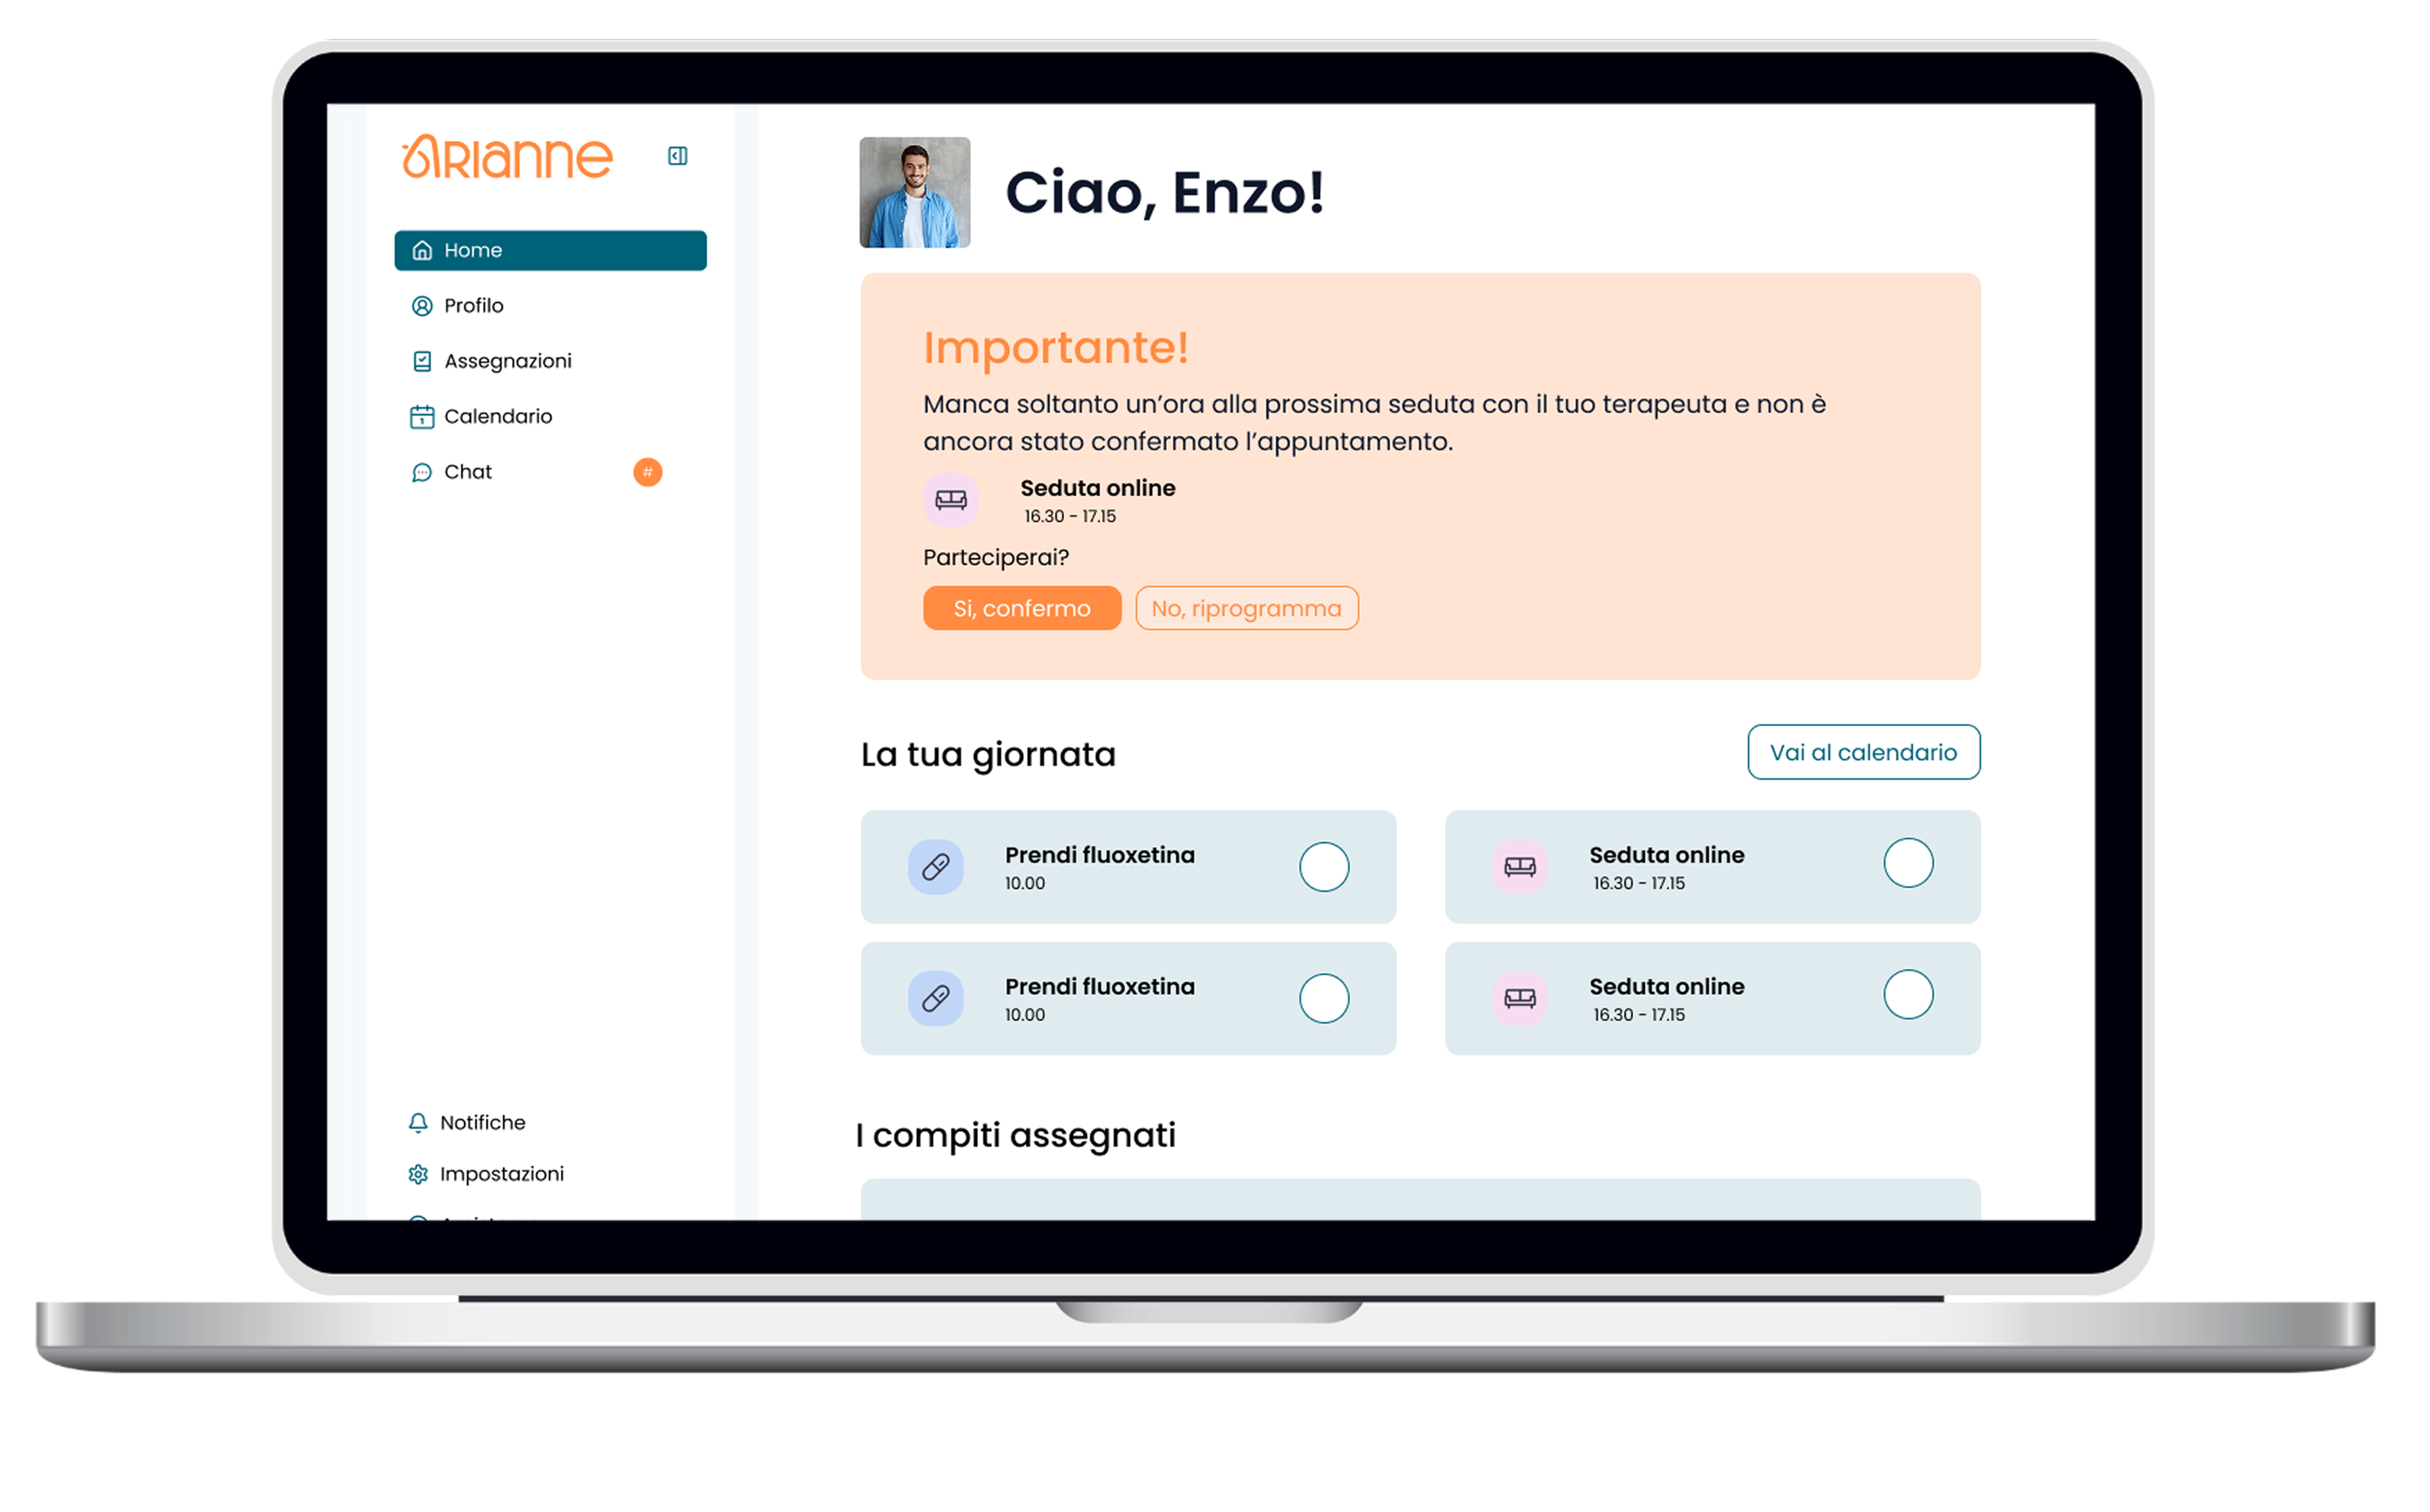 Arianne
Home
Profilo
Assegnazioni
Calendario
Chat
#
Notifiche
Impostazioni
Ciao, Enzo!
Importante!
Manca soltanto un'ora alla prossima seduta con il tuo terapeuta e non è
ancora stato confermato l'appuntamento.
Seduta online
16.30 - 17.15
Parteciperai?
Si, confermo
No, riprogramma
La tua giornata
Vai al calendario
Prendi fluoxetina
10.00
Seduta online
16.30 - 17.15
Prendi fluoxetina
10.00
Seduta online
16.30 - 17.15
I compiti assegnati